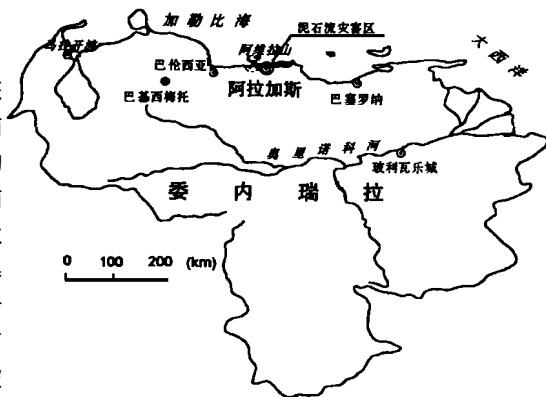 加勒比海
大西洋
马拉开波
阿维拉山
泥石流灾害区
巴伦西亚
巴基西梅托
阿拉加斯
巴塞罗纳
奥里诺科河
玻利瓦乐城
委内瑞拉
0 100 200 (km)